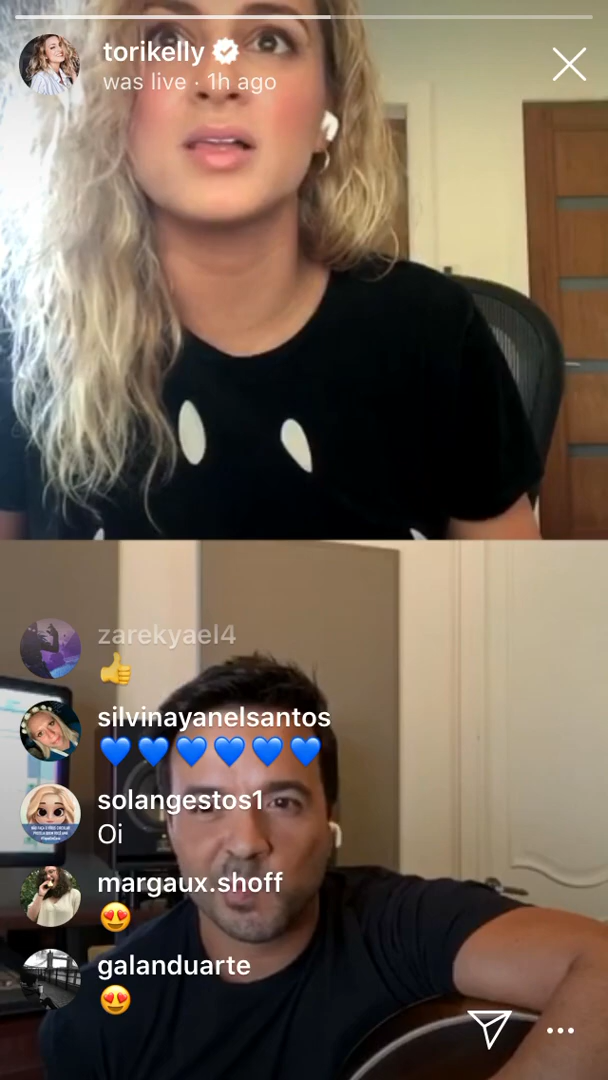 torikelly
was live · 1h ago
zarekyael4
👍
silvinayanelsantos
💙💙💙💙💙💙
solangestos1
Oi
margaux.shoff
😍
galanduarte
😍